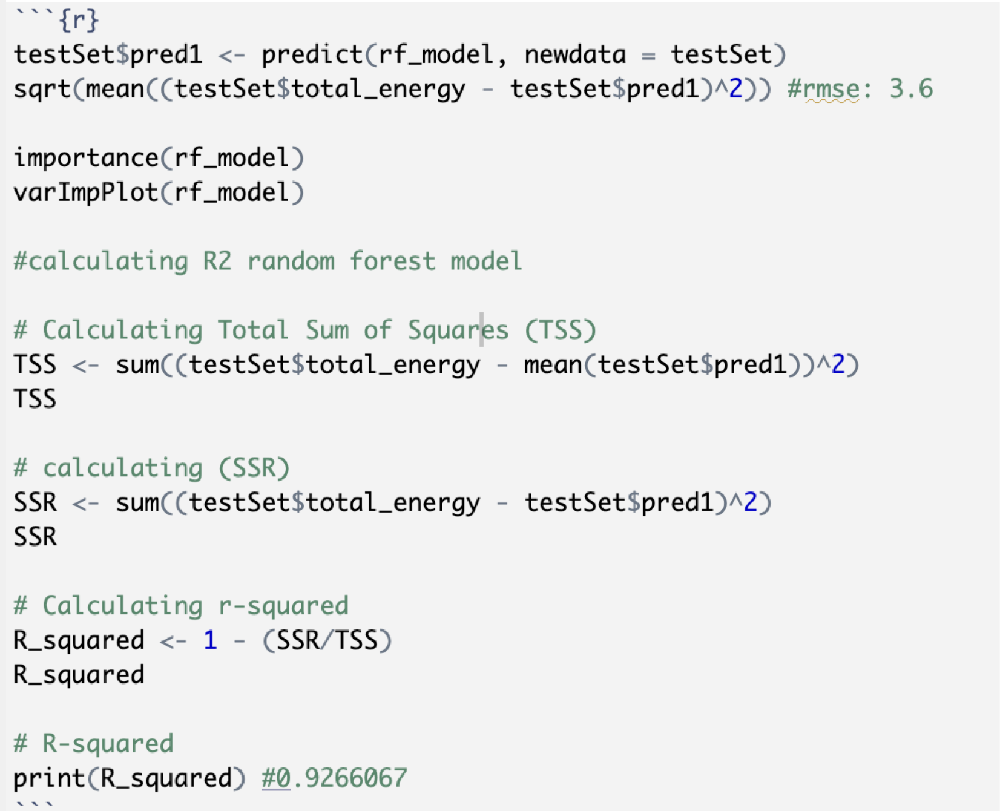 ```{r}
testSet$pred1 <- predict(rf_model, newdata = testSet)
sqrt(mean((testSet$total_energy - testSet$pred1)^2)) #rmse: 3.6
importance(rf_model)
varImpPlot(rf_model)
#calculating R2 random forest model
# Calculating Total Sum of Squares (TSS)
TSS <- sum((testSet$total_energy - mean(testSet$pred1))^2)
TSS
# calculating (SSR)
SSR <- sum((testSet$total_energy - testSet$pred1)^2)
SSR
# Calculating r-squared
R_squared <- 1 - (SSR/TSS)
R_squared
# R-squared
print(R_squared) #0.9266067
```